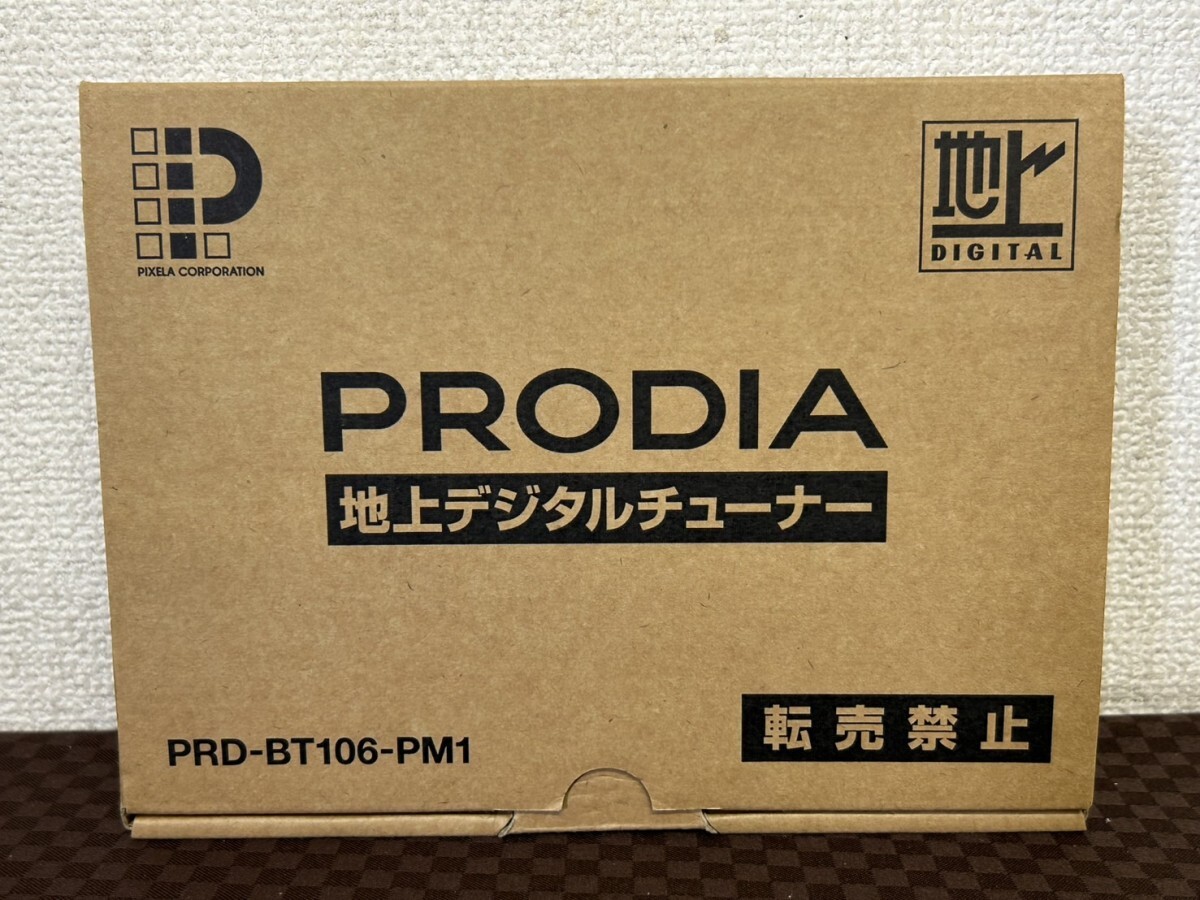 PIXELA CORPORATION
地上
DIGITAL
PRODIA
地上デジタルチューナー
PRD-BT106-PM1
転売禁止